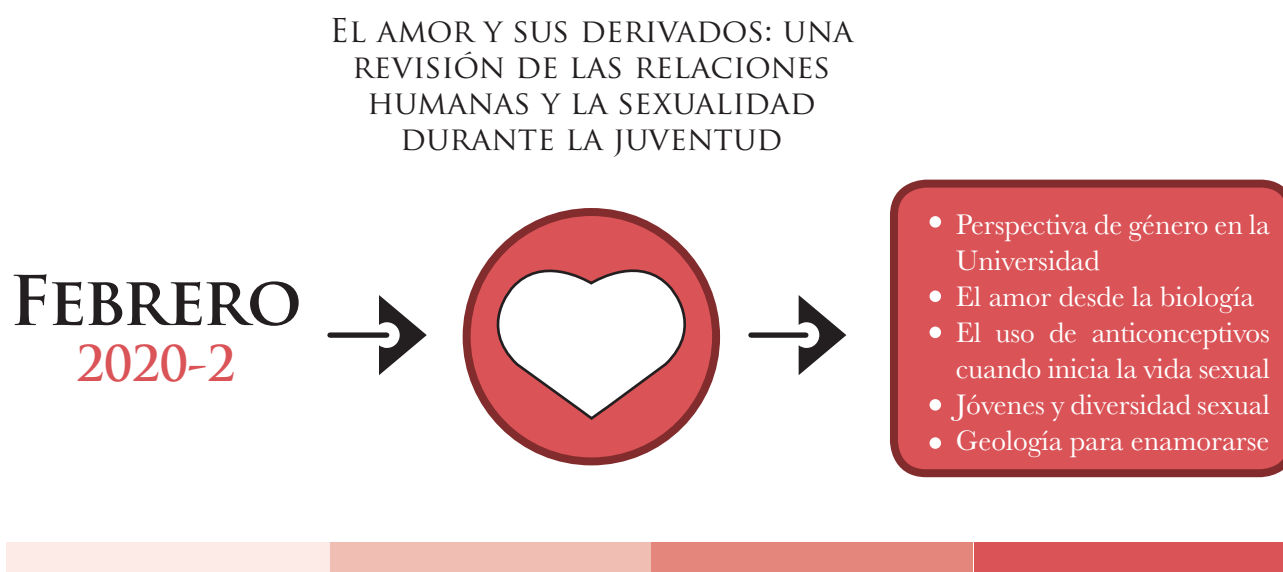 El amor y sus derivados: una
revisión de las relaciones
humanas y la sexualidad
durante la juventud
Febrero
2020-2
• Perspectiva de género en la
Universidad
• El amor desde la biología
• El uso de anticonceptivos
cuando inicia la vida sexual
• Jóvenes y diversidad sexual
• Geología para enamorarse